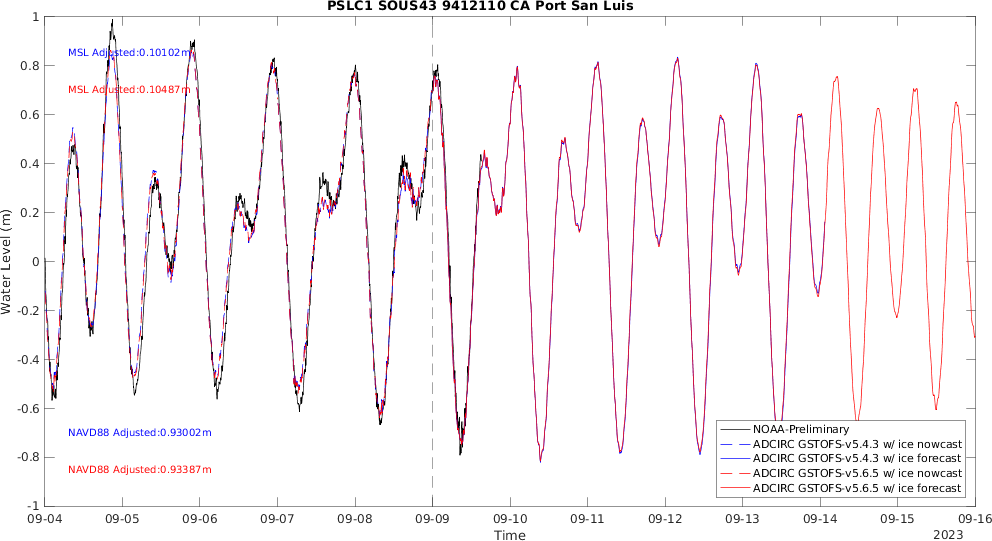 PSLC1 SOUS43 9412110 CA Port San Luis
Water Level (m)
1
0.8
0.6
0.4
0.2
0
-0.2
-0.4
-0.6
-0.8
-1
MSL Adjusted:0.10102m
MSL Adjusted:0.10487m
NAVD88 Adjusted:0.93002m
NAVD88 Adjusted:0.93387m
NOAA-Preliminary
ADCIRC GSTOFS-v5.4.3 w/ ice nowcast
ADCIRC GSTOFS-v5.4.3 w/ ice forecast
ADCIRC GSTOFS-v5.6.5 w/ ice nowcast
ADCIRC GSTOFS-v5.6.5 w/ ice forecast
09-04 09-05 09-06 09-07 09-08 09-09 09-10 09-11 09-12 09-13 09-14 09-15 09-16
Time
2023